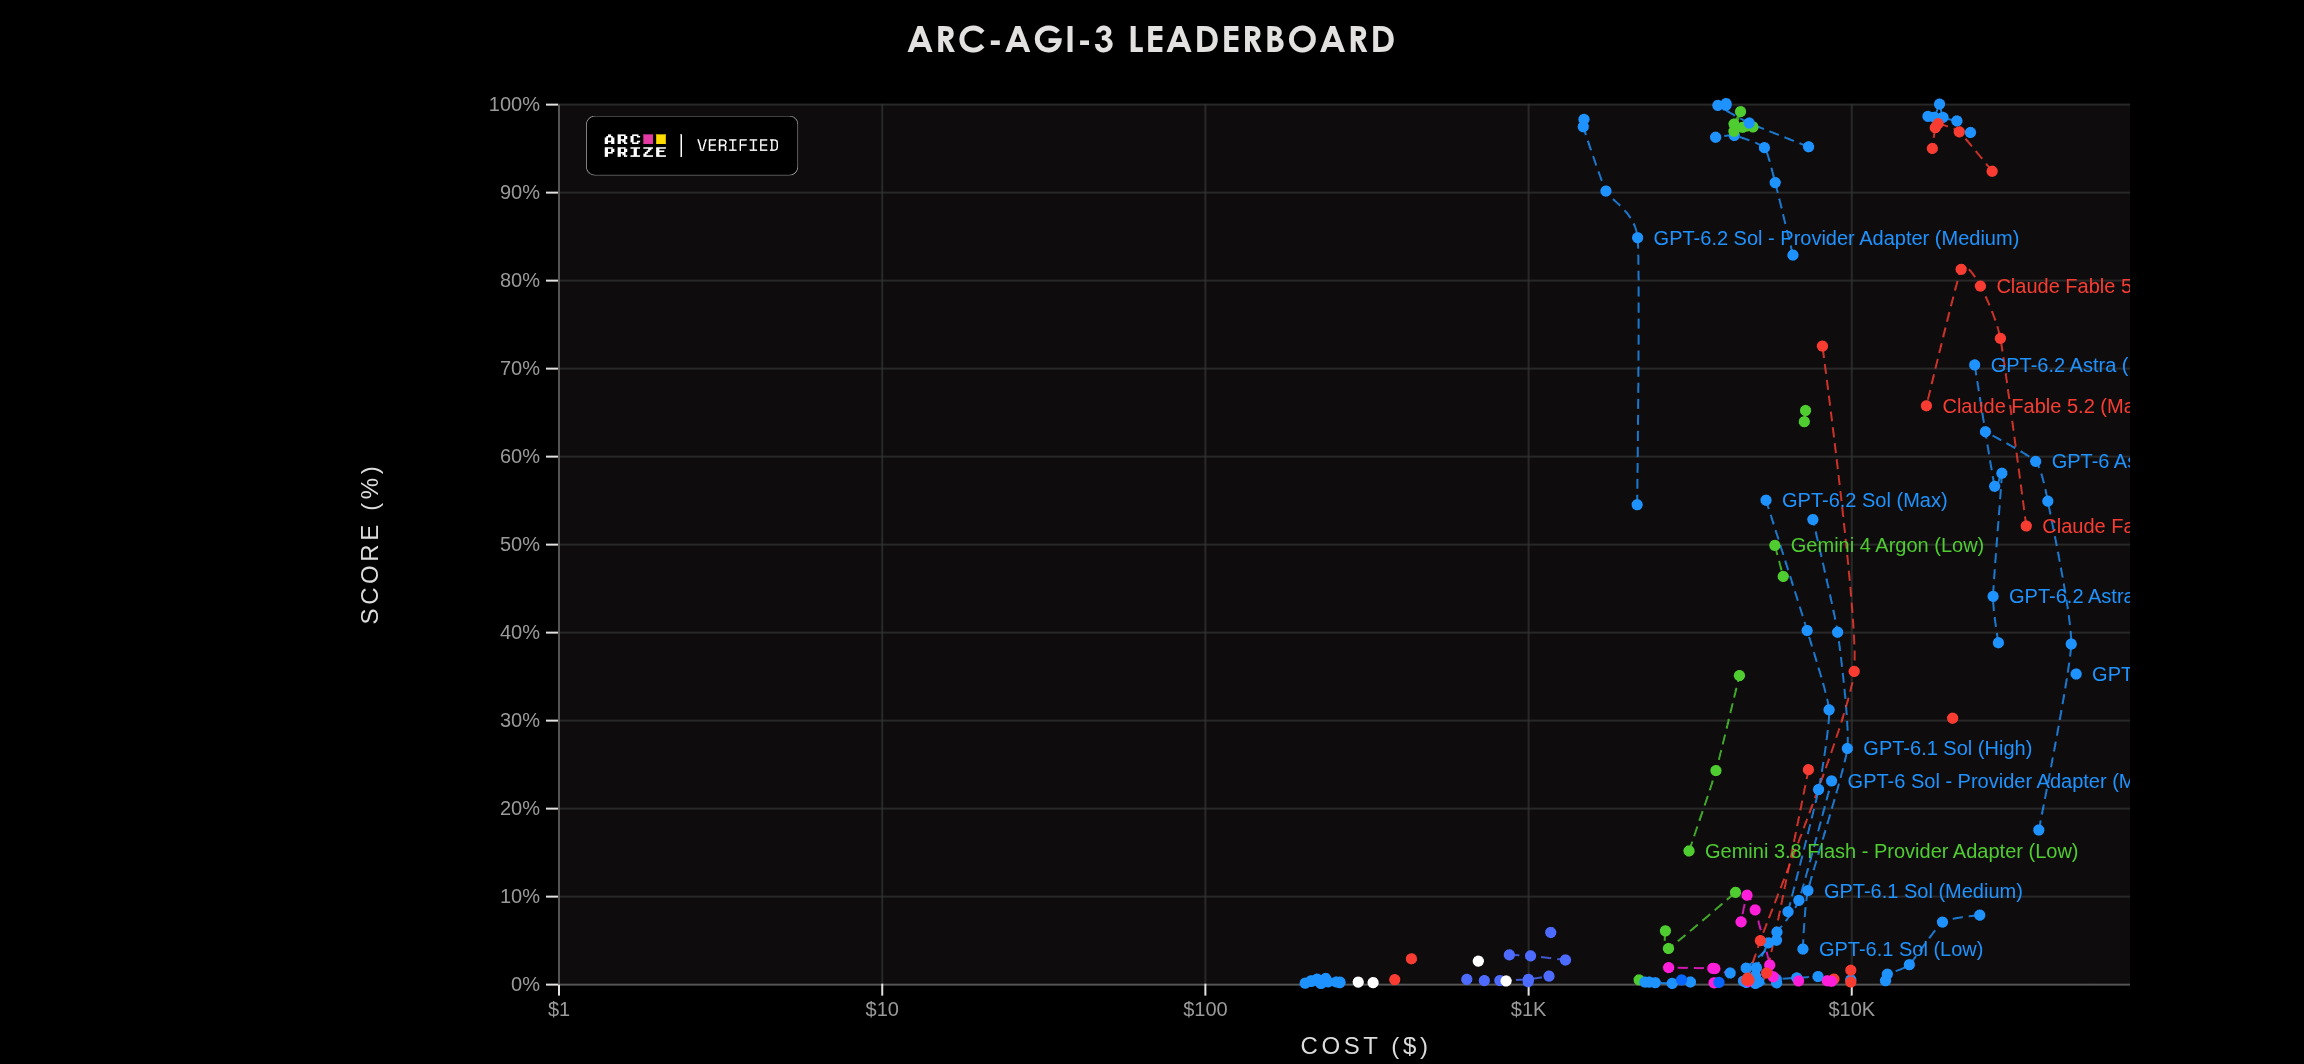 ARC-AGI-3 LEADERBOARD
100%
ARC PRIZE | VERIFIED
90%
GPT-6.2 Sol - Provider Adapter (Medium)
80%
Claude Fable 5
70%
GPT-6.2 Astra (
Claude Fable 5.2 (Ma
60%
GPT-6 As
GPT-6.2 Sol (Max)
50%
Gemini 4 Argon (Low)
Claude Fa
SCORE (%)
GPT-6.2 Astra
40%
GPT
30%
GPT-6.1 Sol (High)
GPT-6 Sol - Provider Adapter (M
20%
Gemini 3.8 Flash - Provider Adapter (Low)
10%
GPT-6.1 Sol (Medium)
GPT-6.1 Sol (Low)
0%
$1
$10
$100
$1K
$10K
COST ($)